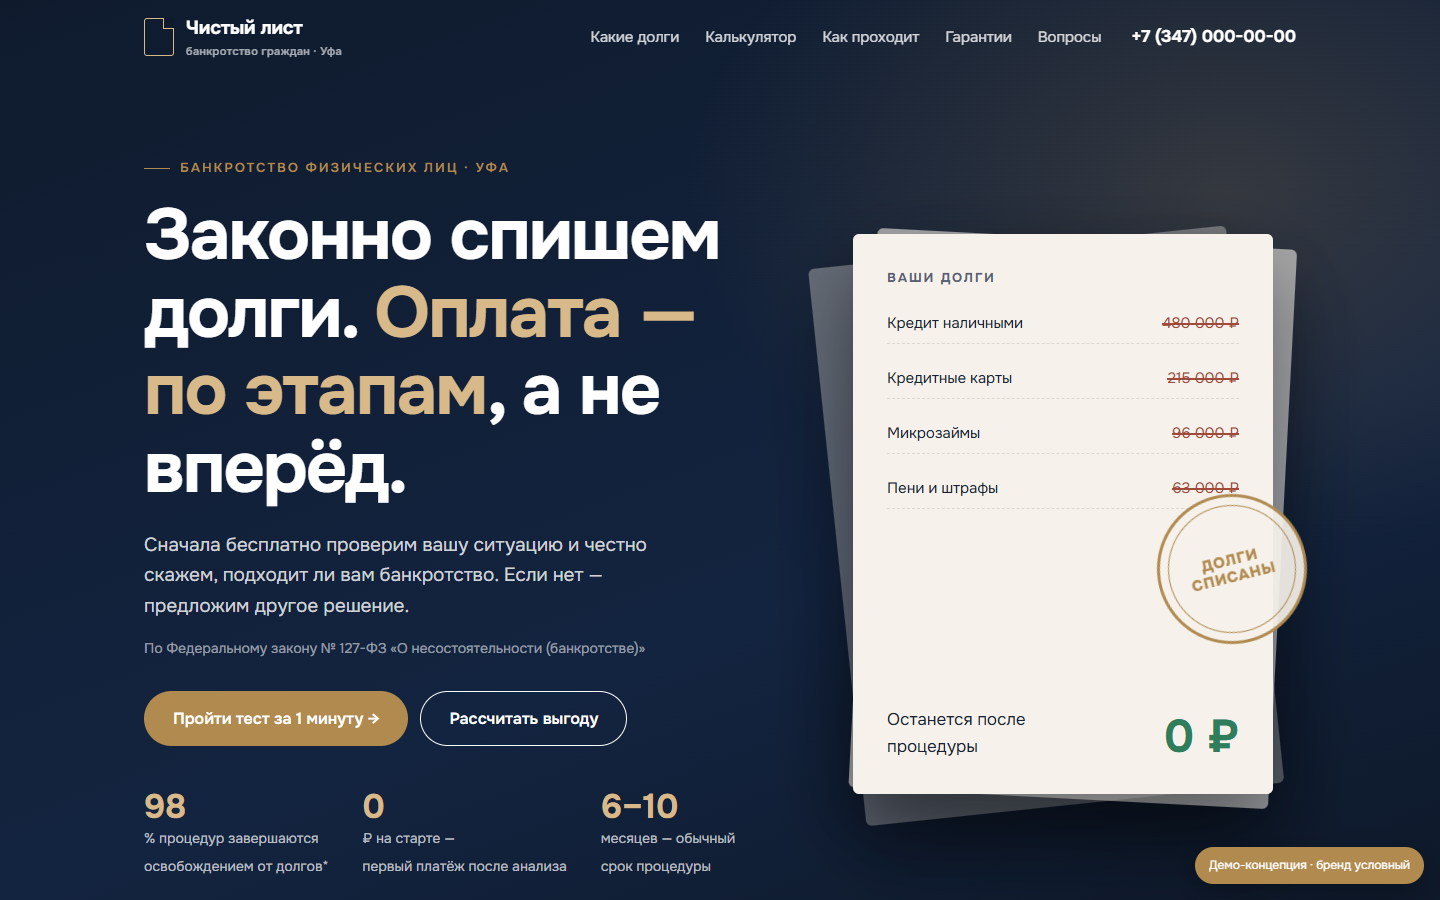 Чистый лист
банкротство граждан · Уфа
Какие долги
Калькулятор
Как проходит
Гарантии
Вопросы
+7 (347) 000-00-00
БАНКРОТСТВО ФИЗИЧЕСКИХ ЛИЦ · УФА
Законно спишем
долги. Оплата —
по этапам, а не
вперёд.
Сначала бесплатно проверим вашу ситуацию и честно
скажем, подходит ли вам банкротство. Если нет —
предложим другое решение.
По Федеральному закону № 127-ФЗ «О несостоятельности (банкротстве)»
Пройти тест за 1 минуту →
Рассчитать выгоду
98
% процедур завершаются
освобождением от долгов*
0
₽ на старте —
первый платёж после анализа
6–10
месяцев — обычный
срок процедуры
ВАШИ ДОЛГИ
Кредит наличными 480 000 ₽
Кредитные карты 215 000 ₽
Микрозаймы 96 000 ₽
Пени и штрафы 63 000 ₽
ДОЛГИ
СПИСАНЫ
Останется после
процедуры
0 ₽
Демо-концепция · бренд условный